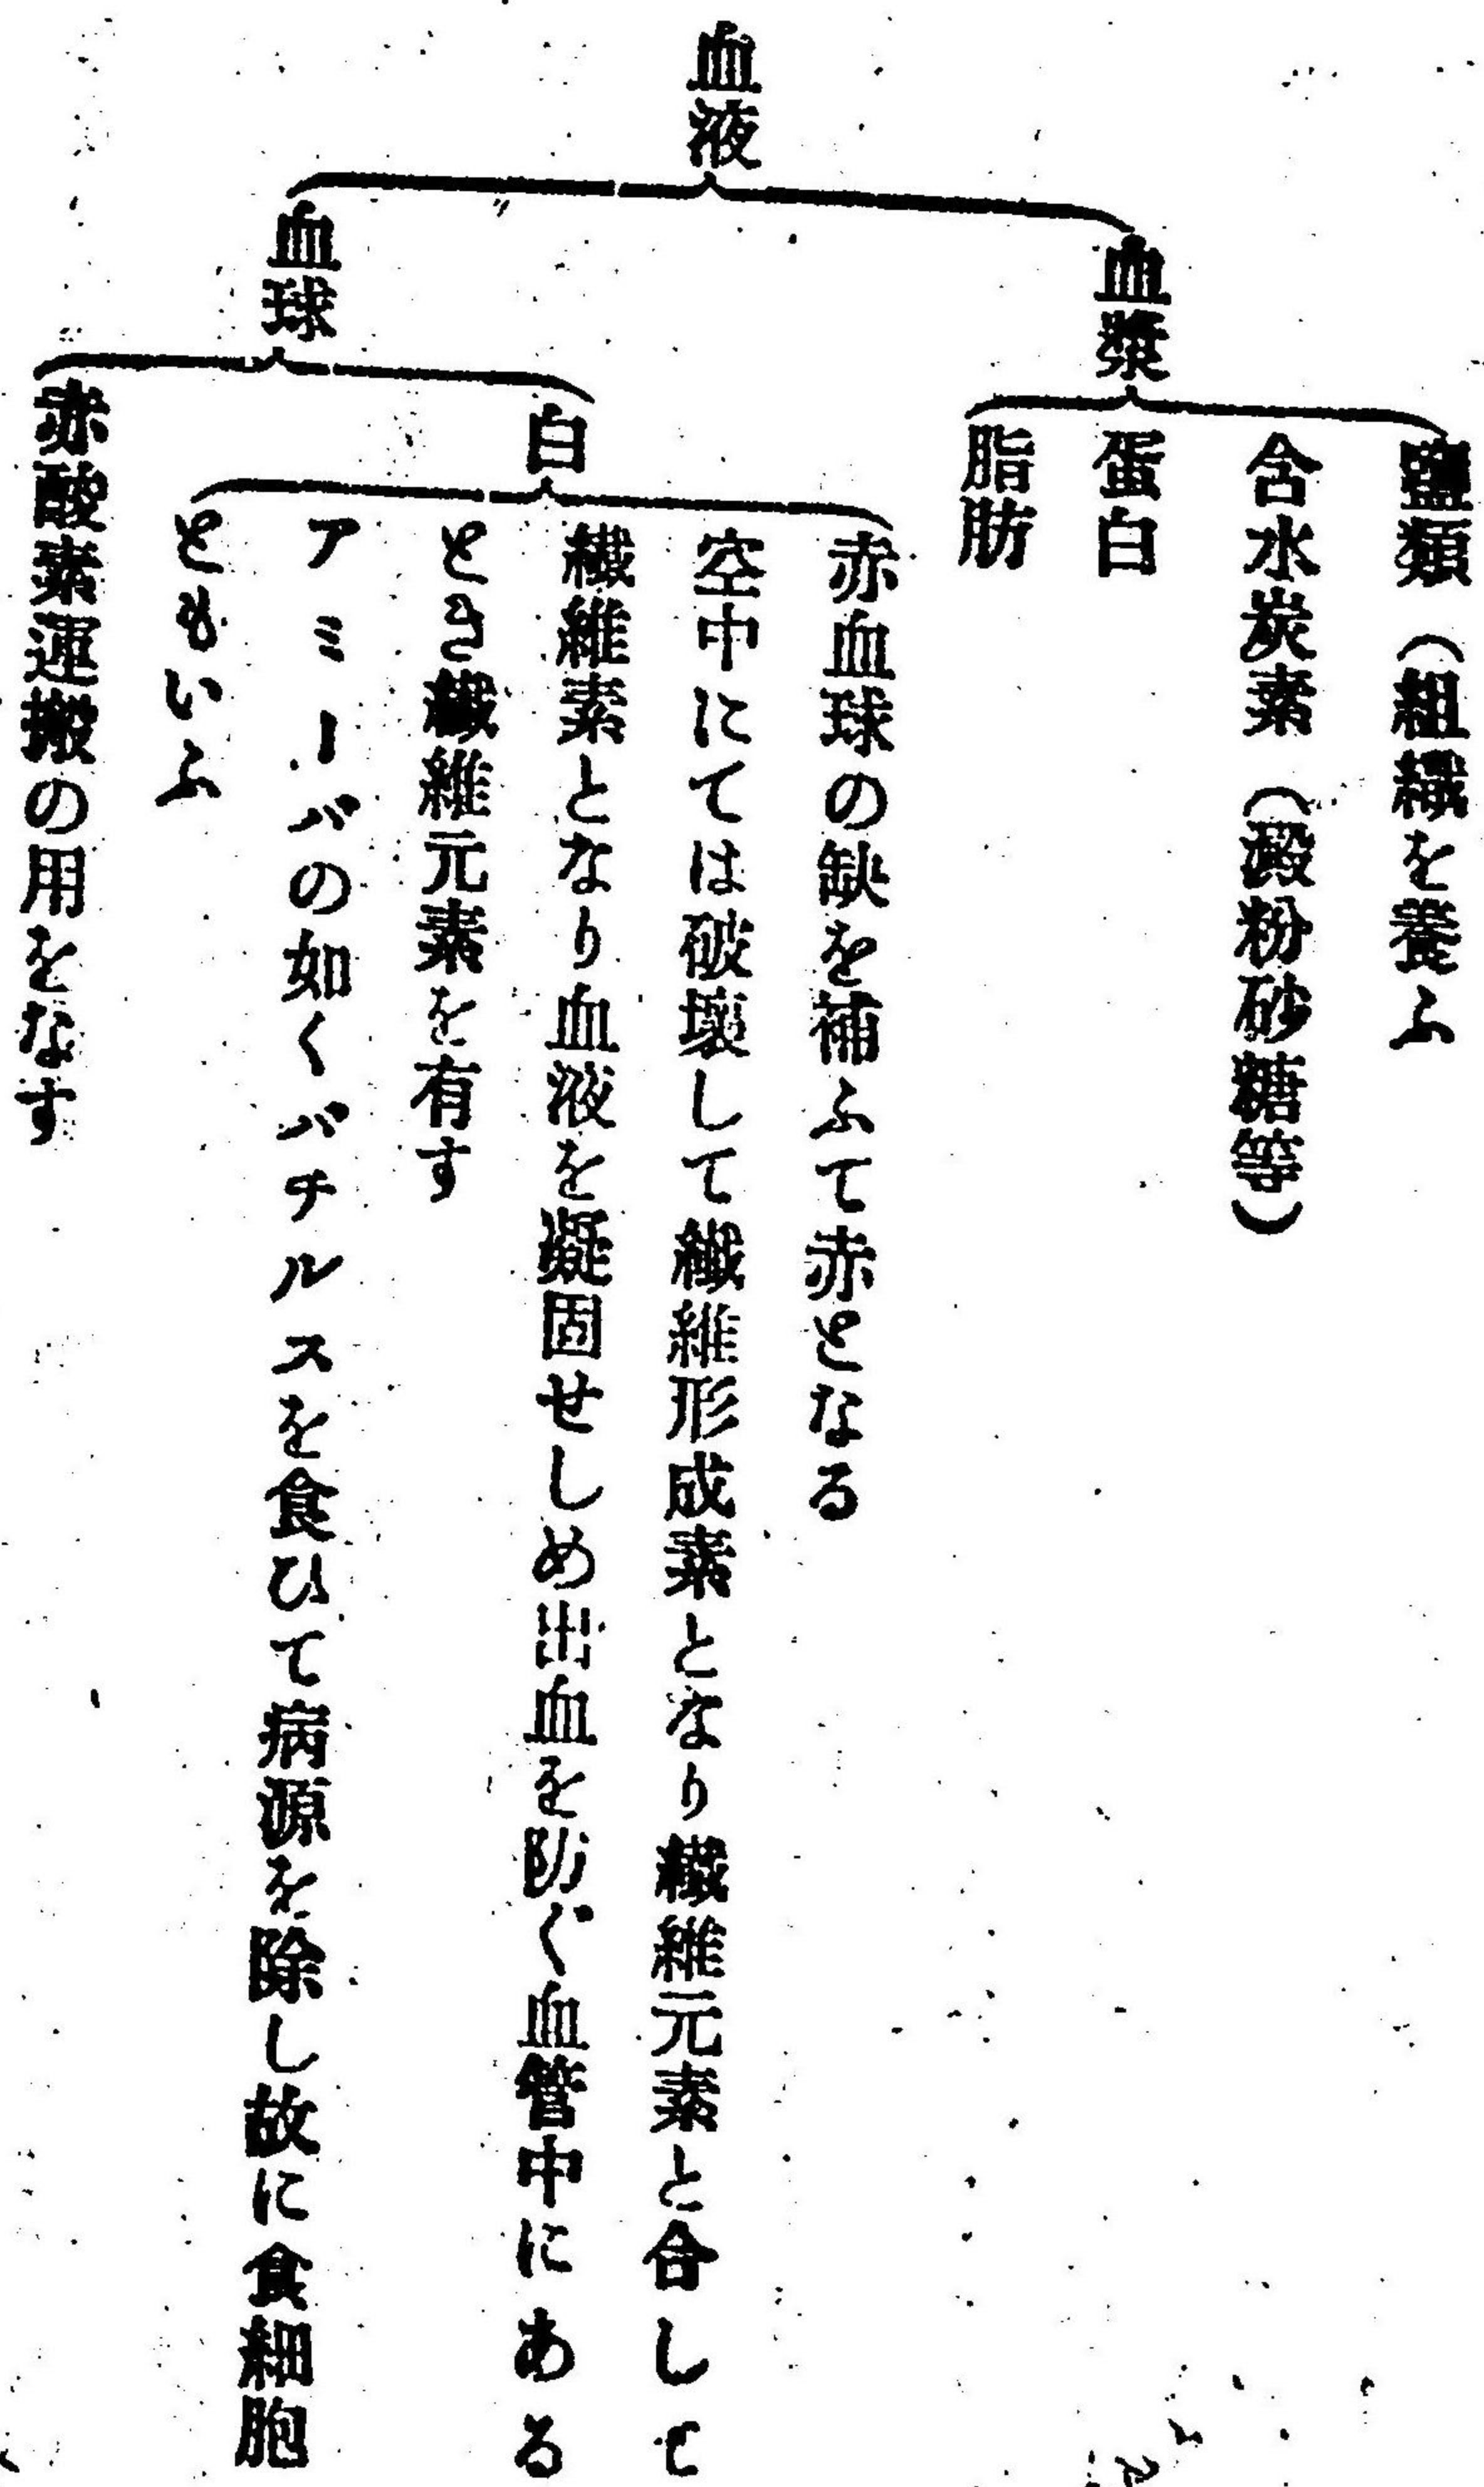 血液
血漿
鹽類（組織を養ふ
含水炭素（澱粉砂糖等）
蛋白
脂肪
血球
白
赤血球の缺を補ふて赤となる
空中にては破壞して纎維形成素となり纎維元素と合して
纎維素となり血液を凝固せしめ出血を防ぐ血管中にある
とき纎維元素を有す
アミーバの如くバチルスを食ひて病源を除し故に食細胞
ともいふ
赤酸素運搬の用をなす